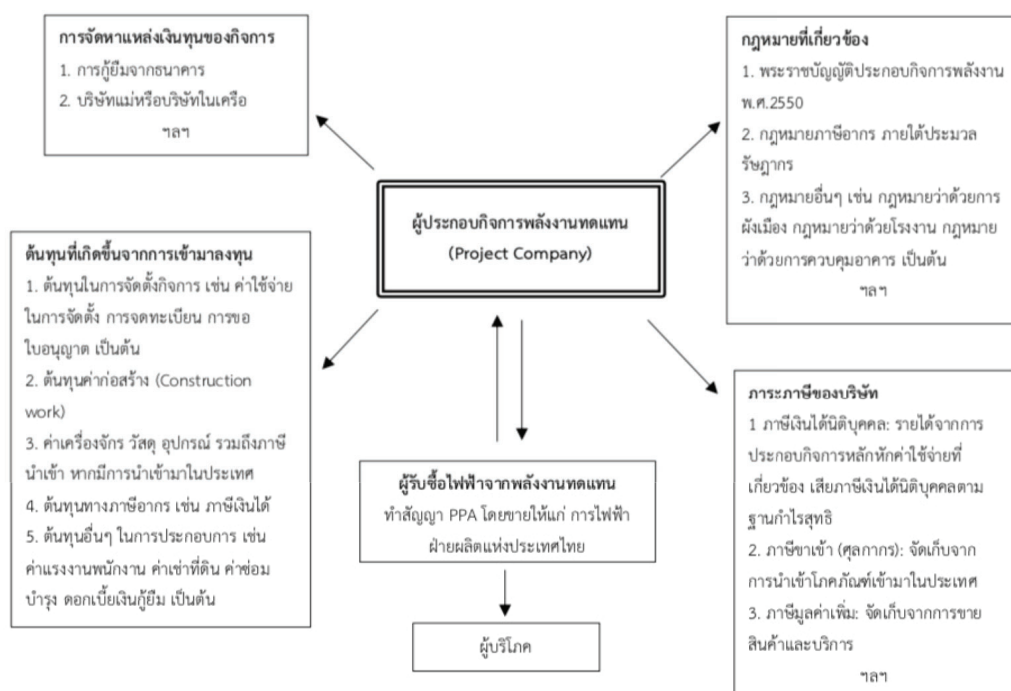 การจัดหาแหล่งเงินทุนของกิจการ
1. การกู้ยืมจากธนาคาร
2. บริษัทแม่หรือบริษัทในเครือ
ฯลฯ
กฎหมายที่เกี่ยวข้อง
1. พระราชบัญญัติประกอบกิจการพลังงาน
พ.ศ.2550
2. กฎหมายภาษีอากร ภายใต้ประมวล
รัษฎากร
3. กฎหมายอื่นๆ เช่น กฎหมายว่าด้วยการ
ผังเมือง กฎหมายว่าด้วยโรงงาน กฎหมาย
ว่าด้วยการควบคุมอาคาร เป็นต้น
ฯลฯ
ผู้ประกอบกิจการพลังงานทดแทน
(Project Company)
ต้นทุนที่เกิดขึ้นจากการเข้ามาลงทุน
1. ต้นทุนในการจัดตั้งกิจการ เช่น ค่าใช้จ่าย
ในการจัดตั้ง การจดทะเบียน การขอ
ใบอนุญาต เป็นต้น
2. ต้นทุนค่าก่อสร้าง (Construction
work)
3. ค่าเครื่องจักร วัสดุ อุปกรณ์ รวมถึงภาษี
นำเข้า หากมีการนำเข้ามาในประเทศ
4. ต้นทุนทางภาษีอากร เช่น ภาษีเงินได้
5. ต้นทุนอื่นๆ ในการประกอบการ เช่น
ค่าแรงงานพนักงาน ค่าเช่าที่ดิน ค่าซ่อม
บำรุง ดอกเบี้ยเงินกู้ยืม เป็นต้น
ผู้รับซื้อไฟฟ้าจากพลังงานทดแทน
ทำสัญญา PPA โดยขายให้แก่ การไฟฟ้า
ฝ่ายผลิตแห่งประเทศไทย
ผู้บริโภค
ภาระภาษีของบริษัท
1 ภาษีเงินได้นิติบุคคล: รายได้จากการ
ประกอบกิจการหลักหักค่าใช้จ่ายที่
เกี่ยวข้อง เสียภาษีเงินได้นิติบุคคลตาม
ฐานกำไรสุทธิ
2. ภาษีขาเข้า (ศุลกากร): จัดเก็บจาก
การนำเข้าโภคภัณฑ์เข้ามาในประเทศ
3. ภาษีมูลค่าเพิ่ม: จัดเก็บจากการขาย
สินค้าและบริการ
ฯลฯ